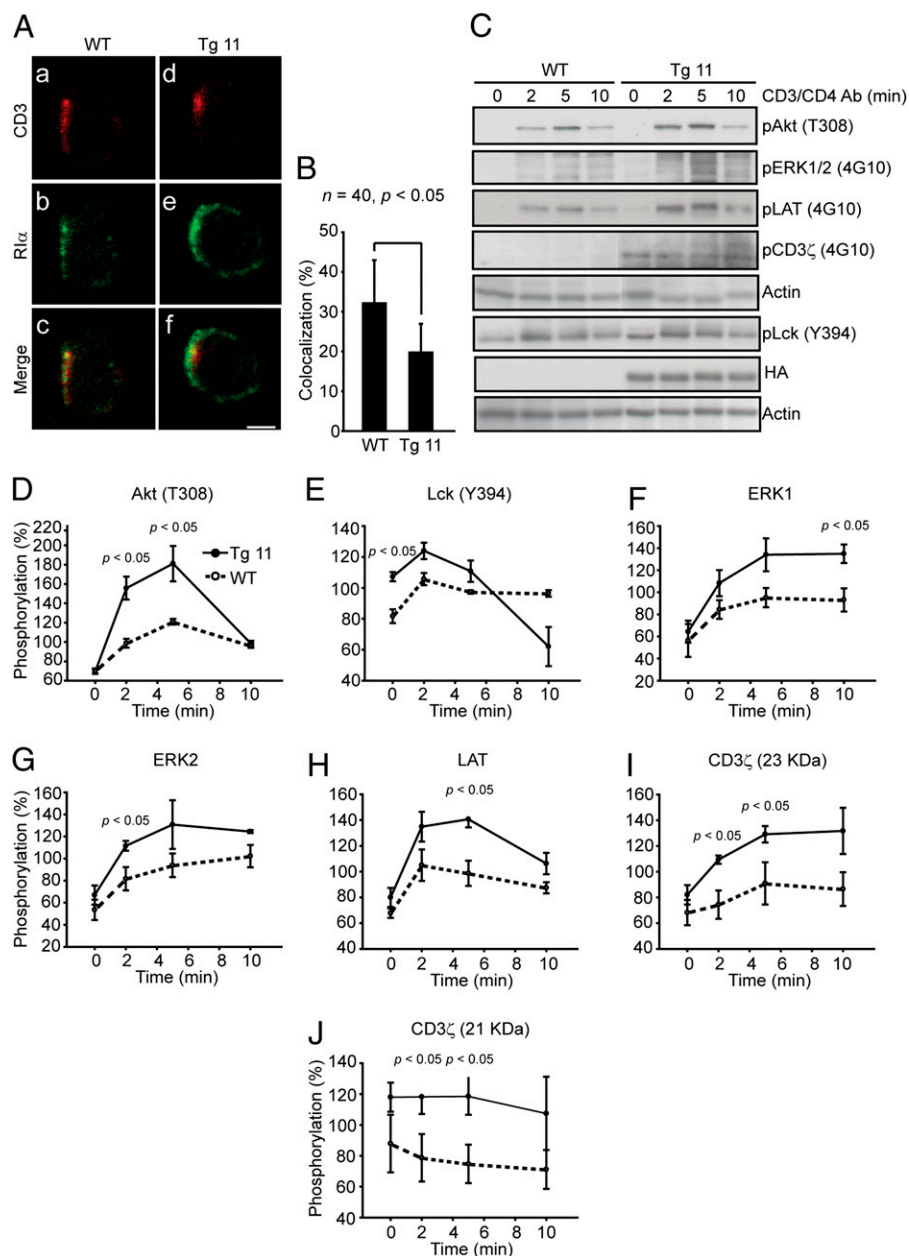 A
WT
Tg 11
CD3
a
d
RIα
b
e
Merge
c
f
B
n = 40, p < 0.05
Colocalization (%)
50
40
30
20
10
0
WT
Tg 11
C
WT
Tg 11
0 2 5 10 0 2 5 10 CD3/CD4 Ab (min)
pAkt (T308)
pERK1/2 (4G10)
pLAT (4G10)
pCD3ζ (4G10)
Actin
pLck (Y394)
HA
Actin
D
Akt (T308)
Phosphorylation (%)
220
200
180
160
140
120
100
80
60
p < 0.05
p < 0.05
Tg 11
WT
0 2 4 6 8 10
Time (min)
E
Lck (Y394)
140
120
100
80
60
40
p < 0.05
0 2 4 6 8 10
Time (min)
F
ERK1
160
140
120
100
80
60
40
20
p < 0.05
0 2 4 6 8 10
Time (min)
G
ERK2
Phosphorylation (%)
160
140
120
100
80
60
40
20
p < 0.05
0 2 4 6 8 10
Time (min)
H
LAT
160
140
120
100
80
60
40
p < 0.05
0 2 4 6 8 10
Time (min)
I
CD3ζ (23 KDa)
160
140
120
100
80
60
40
p < 0.05
p < 0.05
0 2 4 6 8 10
Time (min)
J
CD3ζ (21 KDa)
Phosphorylation (%)
140
120
100
80
60
40
p < 0.05 p < 0.05
0 2 4 6 8 10
Time (min)